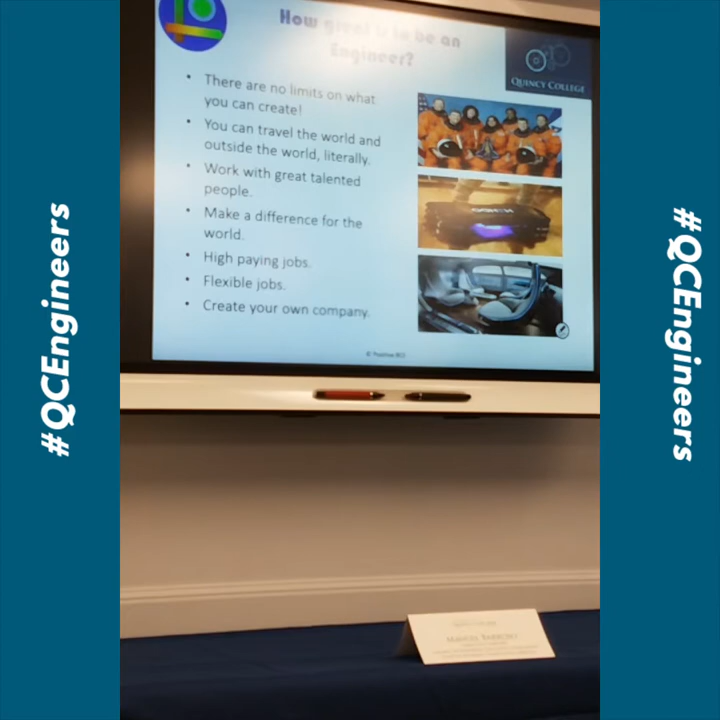 #QCEngineers
How great is to be an
Engineer?
QUINCY COLLEGE
• There are no limits on what
you can create!
• You can travel the world and
outside the world, literally.
• Work with great talented
people.
• Make a difference for the
world.
• High paying jobs.
• Flexible jobs.
• Create your own company.
#QCEngineers